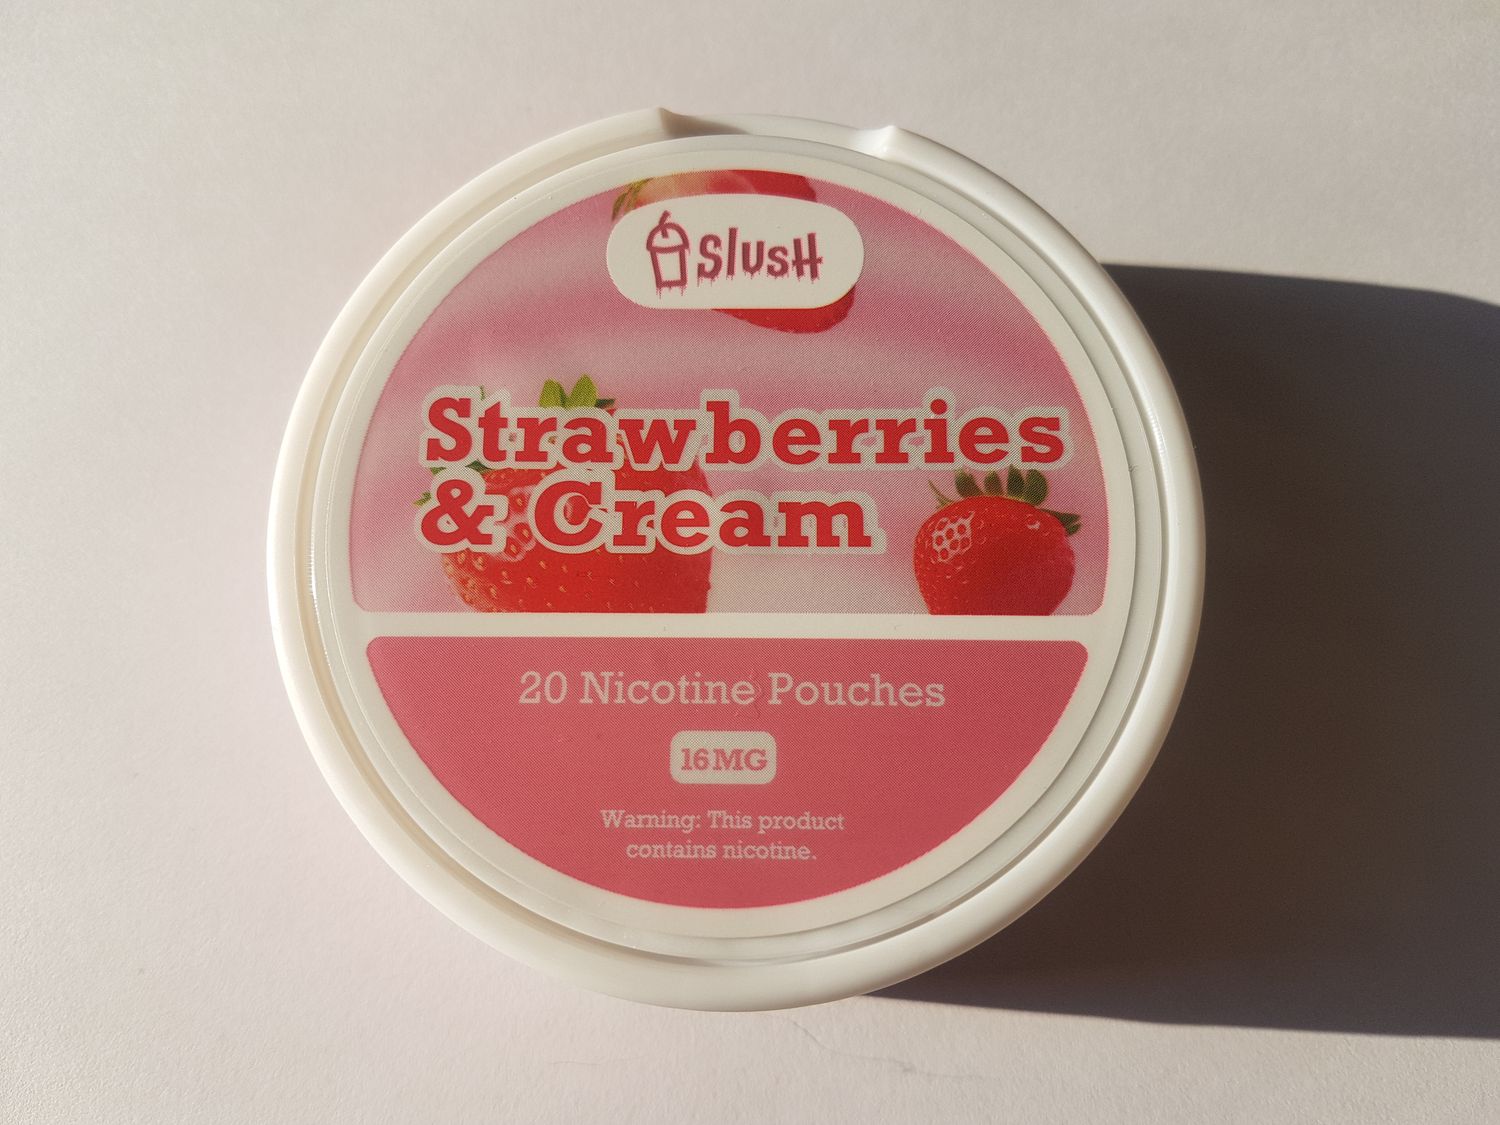 slusH
Strawberries
& Cream
20 Nicotine Pouches
16MG
Warning: This product
contains nicotine.